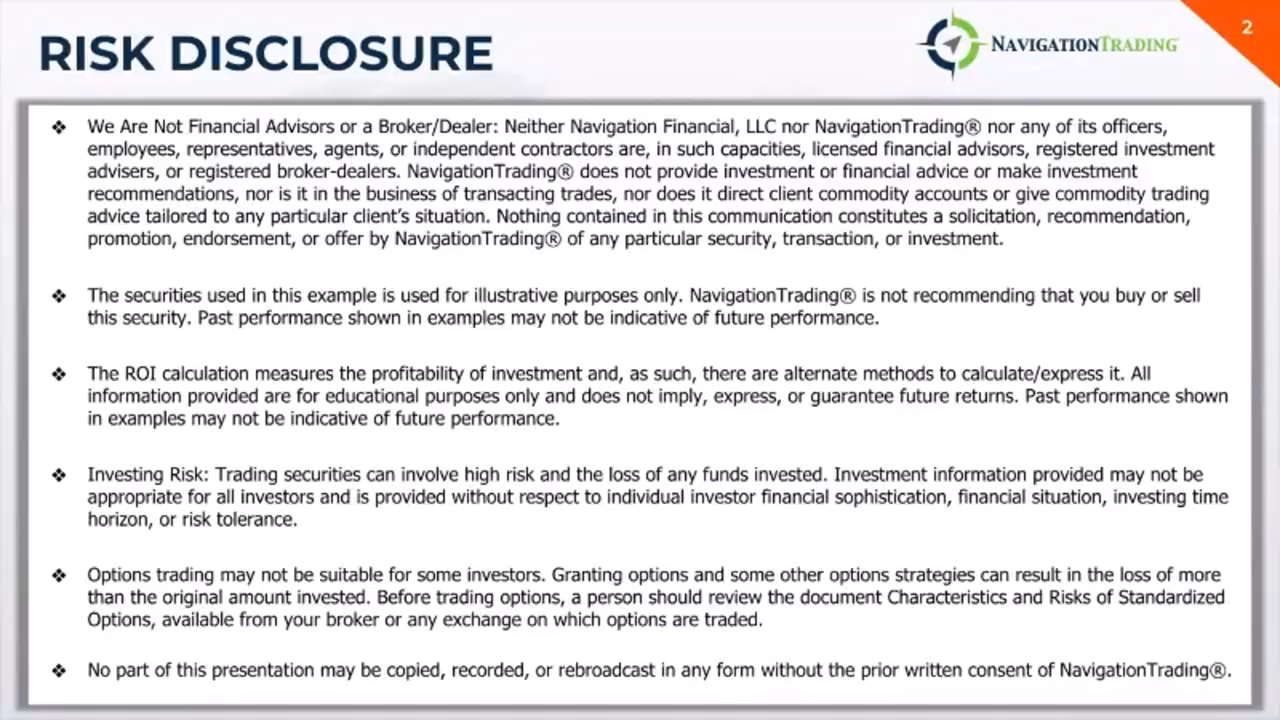 RISK DISCLOSURE
NAVIGATIONTRADING
2
❖ We Are Not Financial Advisors or a Broker/Dealer: Neither Navigation Financial, LLC nor NavigationTrading® nor any of its officers,
employees, representatives, agents, or independent contractors are, in such capacities, licensed financial advisors, registered investment
advisers, or registered broker-dealers. NavigationTrading® does not provide investment or financial advice or make investment
recommendations, nor is it in the business of transacting trades, nor does it direct client commodity accounts or give commodity trading
advice tailored to any particular client's situation. Nothing contained in this communication constitutes a solicitation, recommendation,
promotion, endorsement, or offer by NavigationTrading® of any particular security, transaction, or investment.
❖ The securities used in this example is used for illustrative purposes only. NavigationTrading® is not recommending that you buy or sell
this security. Past performance shown in examples may not be indicative of future performance.
❖ The ROI calculation measures the profitability of investment and, as such, there are alternate methods to calculate/express it. All
information provided are for educational purposes only and does not imply, express, or guarantee future returns. Past performance shown
in examples may not be indicative of future performance.
❖ Investing Risk: Trading securities can involve high risk and the loss of any funds invested. Investment information provided may not be
appropriate for all investors and is provided without respect to individual investor financial sophistication, financial situation, investing time
horizon, or risk tolerance.
❖ Options trading may not be suitable for some investors. Granting options and some other options strategies can result in the loss of more
than the original amount invested. Before trading options, a person should review the document Characteristics and Risks of Standardized
Options, available from your broker or any exchange on which options are traded.
❖ No part of this presentation may be copied, recorded, or rebroadcast in any form without the prior written consent of NavigationTrading®.